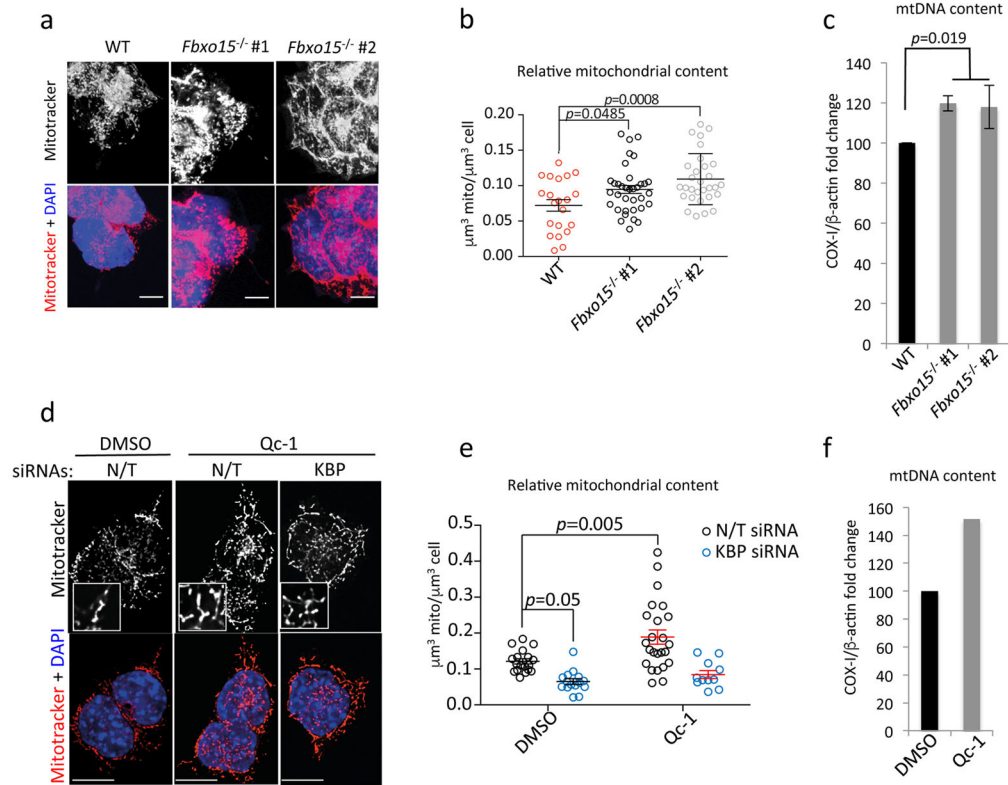 a
WT
Fbxo15-/- #1
Fbxo15-/- #2
Mitotracker
Mitotracker + DAPI
b
Relative mitochondrial content
p=0.0008
p=0.0485
μm³ mito/μm³ cell
0.20
0.15
0.10
0.05
0.00
WT
Fbxo15-/- #1
Fbxo15-/- #2
c
mtDNA content
p=0.019
COX-I/β-actin fold change
140
120
100
80
60
40
20
0
WT
Fbxo15-/- #1
Fbxo15-/- #2
d
DMSO
Qc-1
siRNAs:
N/T
N/T
KBP
Mitotracker
Mitotracker + DAPI
e
Relative mitochondrial content
p=0.005
p=0.05
N/T siRNA
KBP siRNA
μm³ mito/μm³ cell
0.5
0.4
0.3
0.2
0.1
0.0
DMSO
Qc-1
f
mtDNA content
COX-I/β-actin fold change
160
140
120
100
80
60
40
20
0
DMSO
Qc-1